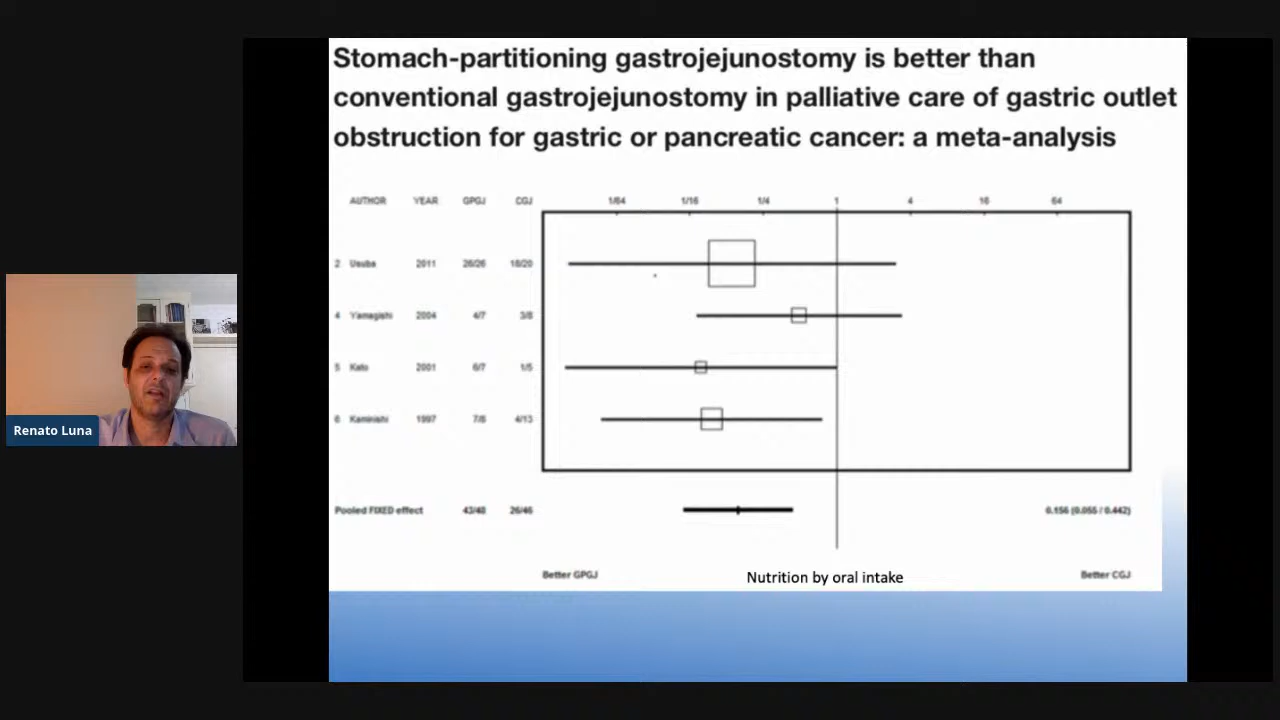 Stomach-partitioning gastrojejunostomy is better than
conventional gastrojejunostomy in palliative care of gastric outlet
obstruction for gastric or pancreatic cancer: a meta-analysis
AUTHOR YEAR GPGJ CGJ 1/64 1/16 1/4 1 4 16 64
2 Usuba 2011 26/26 18/20
4 Yamagishi 2004 4/7 3/8
5 Kato 2001 6/7 1/5
6 Kaminishi 1997 7/8 4/13
Pooled FIXED effect 43/48 26/46 0.156 (0.055 / 0.442)
Better GPGJ Nutrition by oral intake Better CGJ
Renato Luna